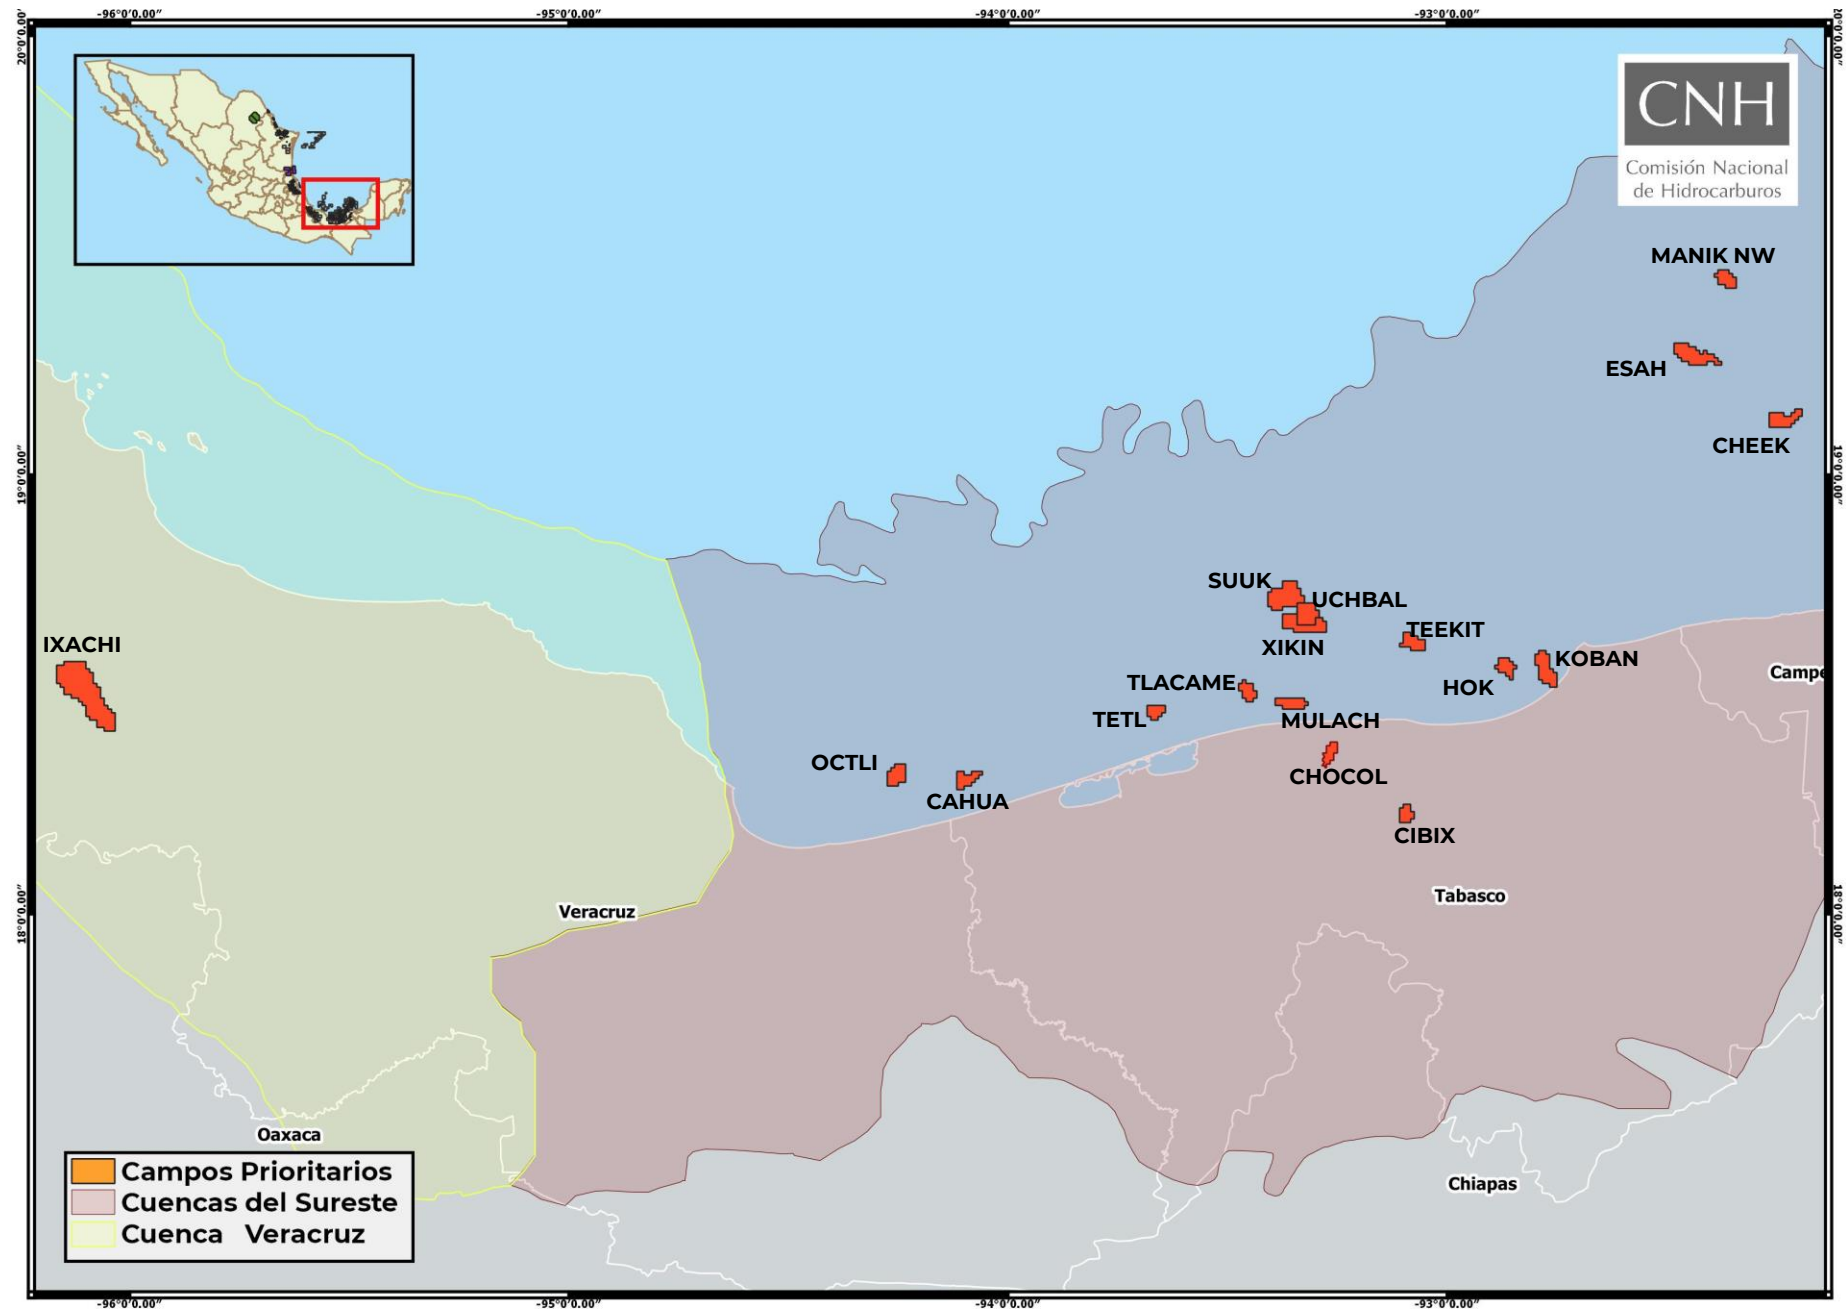 -96°0'0.00"
-95°0'0.00"
-94°0'0.00"
-93°0'0.00"
20°0'0.00"
20°0'0.00"
CNH
Comisión Nacional
de Hidrocarburos
MANIK NW
ESAH
CHEEK
19°0'0.00"
19°0'0.00"
SUUK
UCHBAL
XIKIN
TEEKIT
IXACHI
KOBAN
HOK
Campe
TLACAME
TETL
MULACH
OCTLI
CAHUA
CHOCOL
CIBIX
Veracruz
Tabasco
18°0'0.00"
18°0'0.00"
Oaxaca
Chiapas
Campos Prioritarios
Cuencas del Sureste
Cuenca Veracruz
-96°0'0.00"
-95°0'0.00"
-94°0'0.00"
-93°0'0.00"